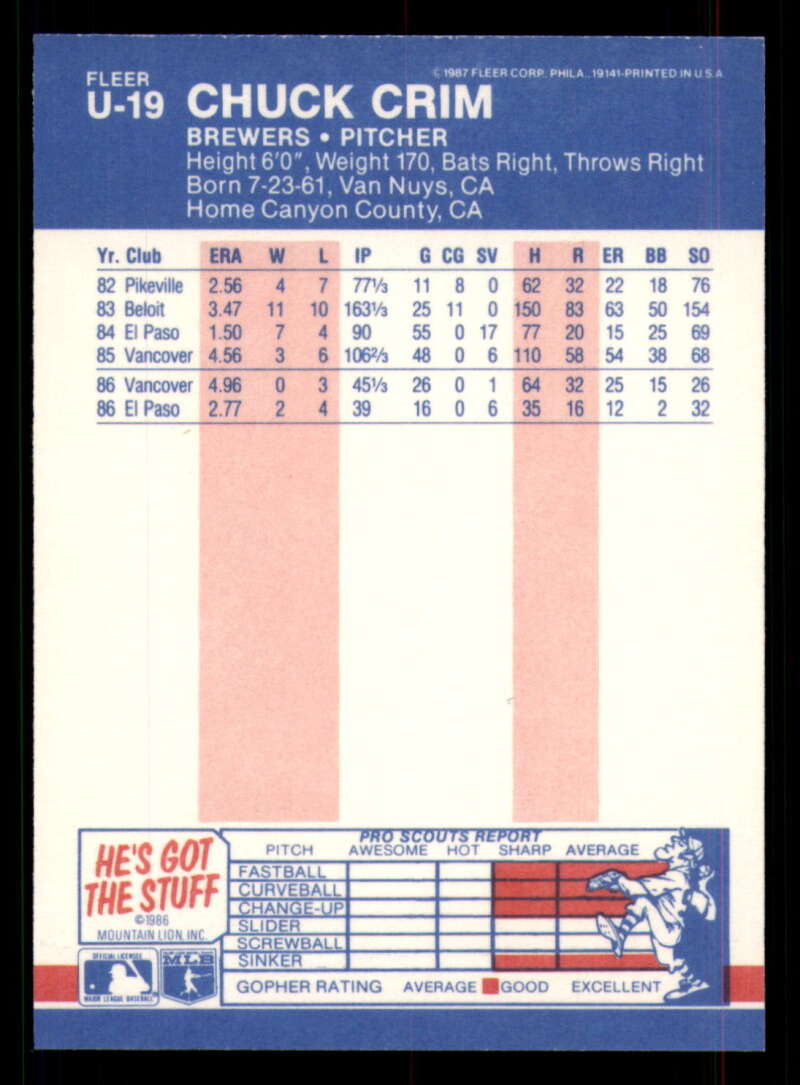 FLEER
© 1987 FLEER CORP. PHILA., 19141-PRINTED IN U.S.A.
U-19 CHUCK CRIM
BREWERS • PITCHER
Height 6'0", Weight 170, Bats Right, Throws Right
Born 7-23-61, Van Nuys, CA
Home Canyon County, CA
Yr. Club ERA W L IP G CG SV H R ER BB SO
82 Pikeville 2.56 4 7 77⅓ 11 8 0 62 32 22 18 76
83 Beloit 3.47 11 10 163⅓ 25 11 0 150 83 63 50 154
84 El Paso 1.50 7 4 90 55 0 17 77 20 15 25 69
85 Vancover 4.56 3 6 106⅔ 48 0 6 110 58 54 38 68
86 Vancover 4.96 0 3 45⅓ 26 0 1 64 32 25 15 26
86 El Paso 2.77 2 4 39 16 0 6 35 16 12 2 32
HE'S GOT
THE STUFF
©1986
MOUNTAIN LION, INC.
PRO SCOUTS REPORT
PITCH AWESOME HOT SHARP AVERAGE
FASTBALL
CURVEBALL
CHANGE-UP
SLIDER
SCREWBALL
SINKER
GOPHER RATING AVERAGE GOOD EXCELLENT
OFFICIAL LICENSEE
MAJOR LEAGUE BASEBALL
MLB